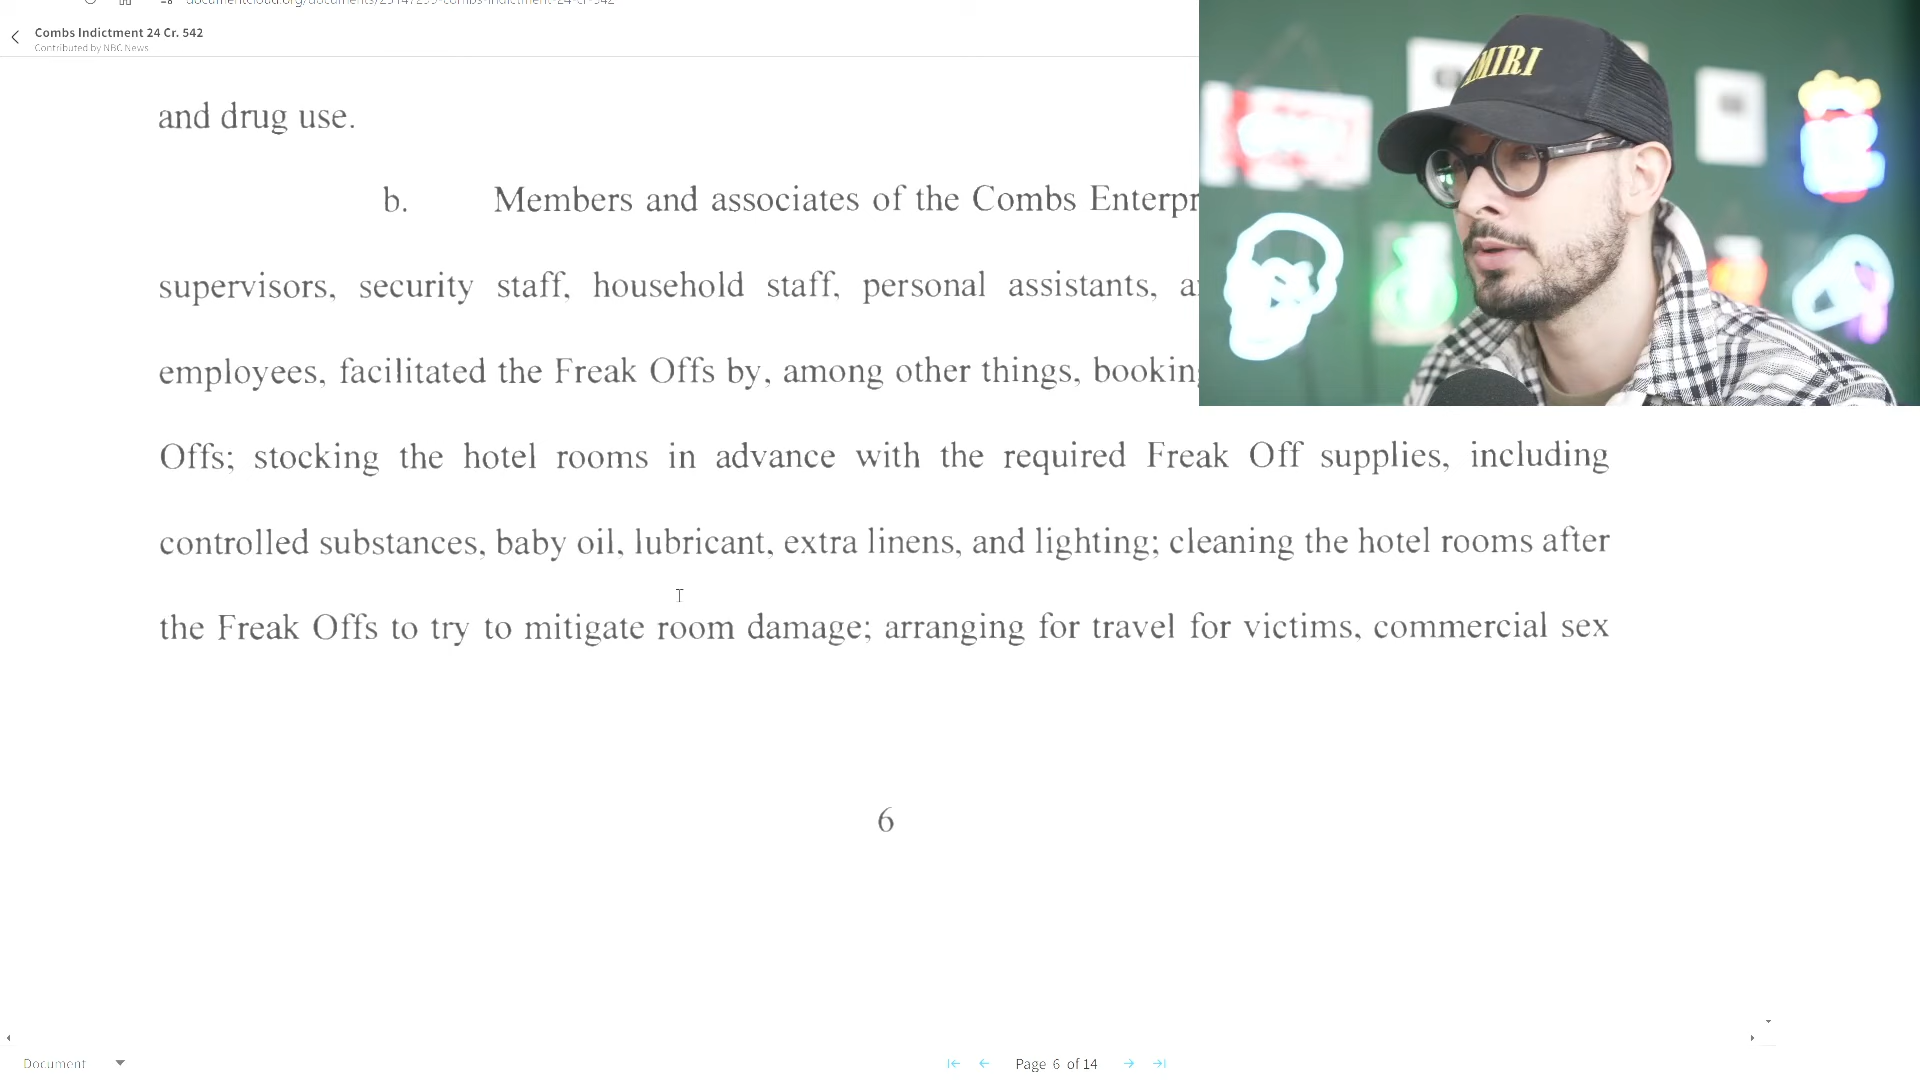 Combs Indictment 24 Cr. 542
Contributed by NBC News
and drug use.
b. Members and associates of the Combs Enterpr
supervisors, security staff, household staff, personal assistants, a
employees, facilitated the Freak Offs by, among other things, bookin
Offs; stocking the hotel rooms in advance with the required Freak Off supplies, including
controlled substances, baby oil, lubricant, extra linens, and lighting; cleaning the hotel rooms after
the Freak Offs to try to mitigate room damage; arranging for travel for victims, commercial sex
6
Document
Page 6 of 14
AMIRI